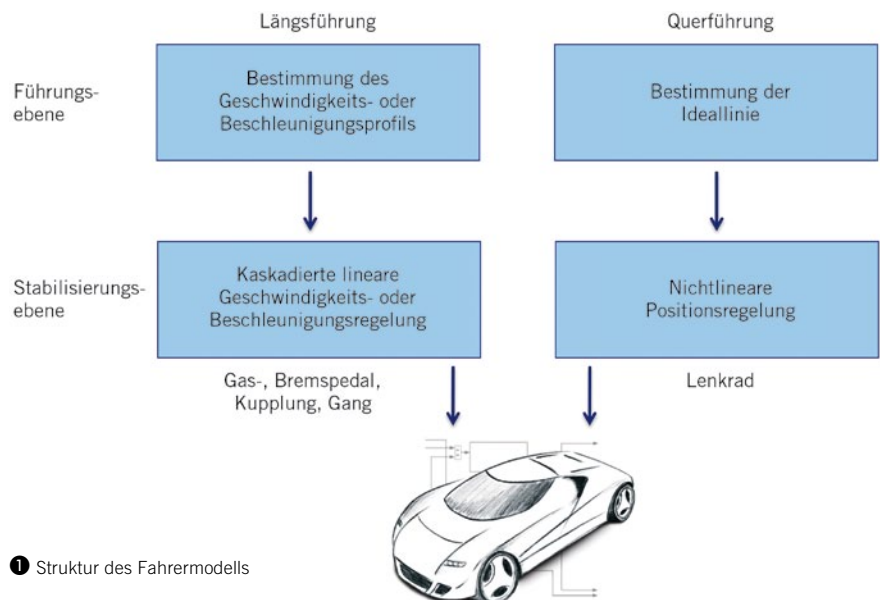 Längsführung
Querführung
Führungs-
ebene
Bestimmung des
Geschwindigkeits- oder
Beschleunigungsprofils
Bestimmung der
Ideallinie
Stabilisierungs-
ebene
Kaskadierte lineare
Geschwindigkeits- oder
Beschleunigungsregelung
Nichtlineare
Positionsregelung
Gas-, Bremspedal,
Kupplung, Gang
Lenkrad
❶ Struktur des Fahrermodells